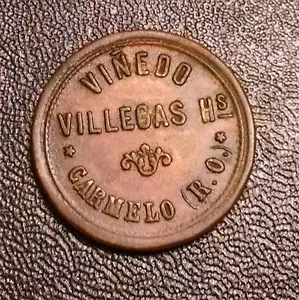 VIÑEDO
VILLEGAS Hs
* CARMELO (R.O.) *